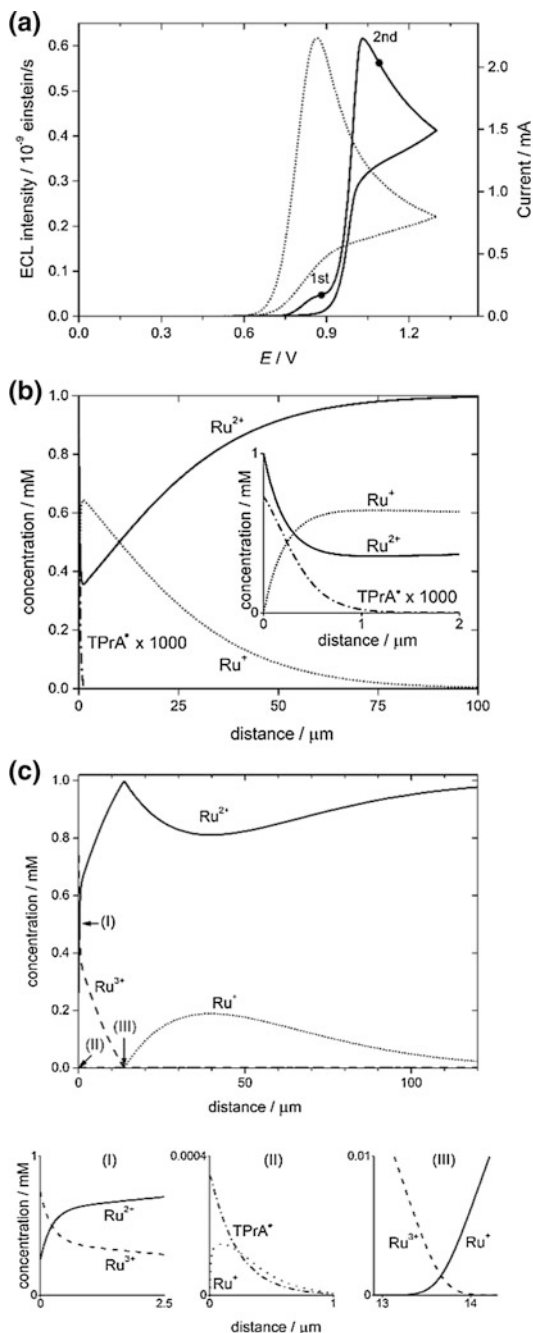 (a)
ECL intensity / 10⁻⁹ einstein/s
0.6
0.5
0.4
0.3
0.2
0.1
0.0
2nd
1st
2.0
1.5
1.0
0.5
0.0
Current / mA
0.0 0.3 0.6 0.9 1.2
E / V
(b)
concentration / mM
1.0
0.8
0.6
0.4
0.2
0.0
Ru²⁺
TPrA• x 1000
Ru⁺
1
0
Ru⁺
Ru²⁺
TPrA• x 1000
0 1 2
distance / µm
0 25 50 75 100
distance / µm
(c)
concentration / mM
1.0
0.8
0.6
0.4
0.2
0.0
Ru²⁺
(I)
Ru³⁺
(II)
(III)
Ru⁺
0 50 100
distance / µm
concentration / mM
1
0
(I)
Ru²⁺
Ru³⁺
0 2.5
0.0004
0
(II)
TPrA•
Ru⁺
0 1
distance / µm
0.01
0
(III)
Ru³⁺
Ru⁺
13 14